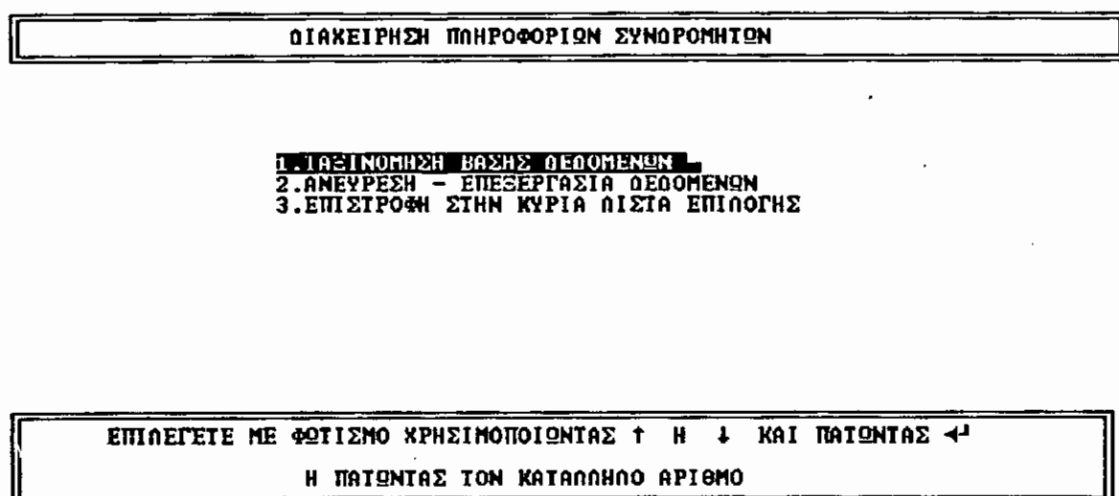 ΔΙΑΧΕΙΡΗΣΗ ΠΛΗΡΟΦΟΡΙΩΝ ΣΥΝΔΡΟΜΗΤΩΝ
1.ΤΑΞΙΝΟΜΗΣΗ ΒΑΣΗΣ ΔΕΔΟΜΕΝΩΝ
2.ΑΝΕΥΡΕΣΗ - ΕΠΕΞΕΡΓΑΣΙΑ ΔΕΔΟΜΕΝΩΝ
3.ΕΠΙΣΤΡΟΦΗ ΣΤΗΝ ΚΥΡΙΑ ΛΙΣΤΑ ΕΠΙΛΟΓΗΣ
ΕΠΙΛΕΓΕΤΕ ΜΕ ΦΩΤΙΣΜΟ ΧΡΗΣΙΜΟΠΟΙΩΝΤΑΣ ↑ Η ↓ ΚΑΙ ΠΑΤΩΝΤΑΣ ↵
Η ΠΑΤΩΝΤΑΣ ΤΟΝ ΚΑΤΑΛΛΗΛΟ ΑΡΙΘΜΟ